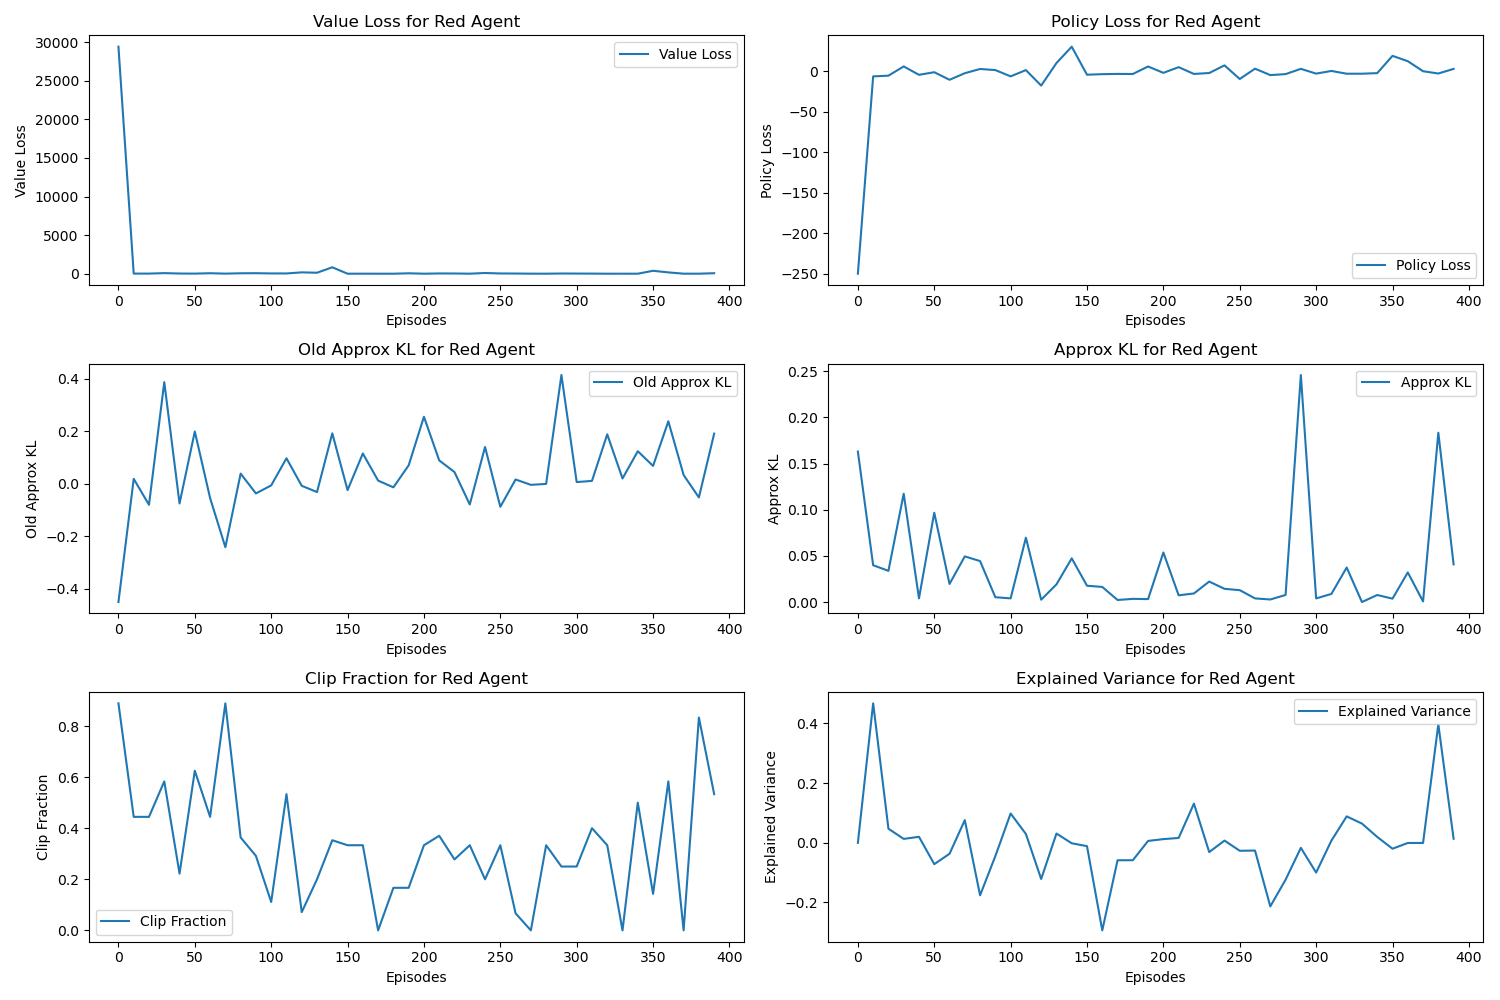 Value Loss for Red Agent
Value Loss
30000
25000
20000
15000
10000
5000
0
Value Loss
0 50 100 150 200 250 300 350 400
Episodes
Policy Loss for Red Agent
Policy Loss
0
−50
−100
−150
−200
−250
Policy Loss
0 50 100 150 200 250 300 350 400
Episodes
Old Approx KL for Red Agent
Old Approx KL
0.4
0.2
0.0
−0.2
−0.4
Old Approx KL
0 50 100 150 200 250 300 350 400
Episodes
Approx KL for Red Agent
Approx KL
0.25
0.20
0.15
0.10
0.05
0.00
Approx KL
0 50 100 150 200 250 300 350 400
Episodes
Clip Fraction for Red Agent
Clip Fraction
0.8
0.6
0.4
0.2
0.0
Clip Fraction
0 50 100 150 200 250 300 350 400
Episodes
Explained Variance for Red Agent
Explained Variance
0.4
0.2
0.0
−0.2
Explained Variance
0 50 100 150 200 250 300 350 400
Episodes